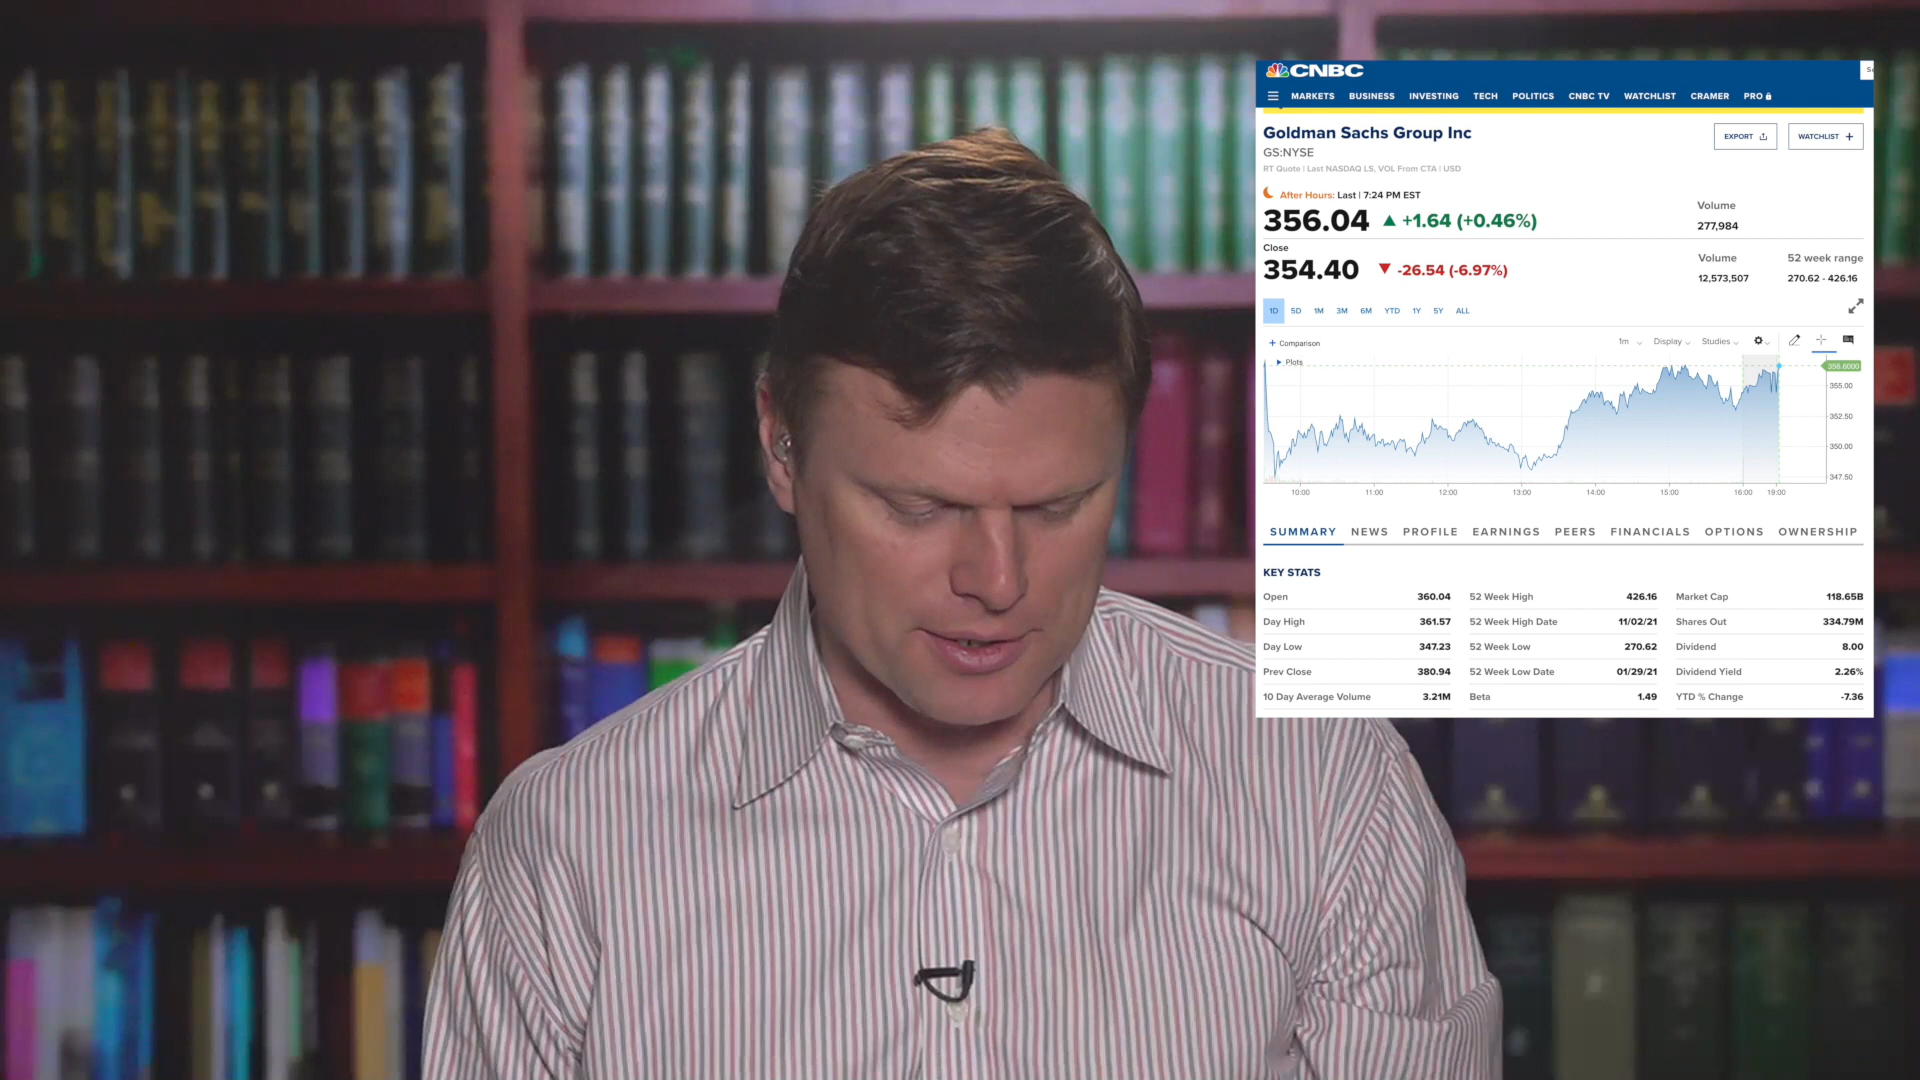 CNBC
MARKETS BUSINESS INVESTING TECH POLITICS CNBC TV WATCHLIST CRAMER PRO
Goldman Sachs Group Inc
EXPORT WATCHLIST +
GS:NYSE
RT Quote | Last NASDAQ LS, VOL From CTA | USD
After Hours: Last | 7:24 PM EST
356.04 ▲ +1.64 (+0.46%)
Volume
277,984
Close
354.40 ▼ -26.54 (-6.97%)
Volume 52 week range
12,573,507 270.62 - 426.16
1D 5D 1M 3M 6M YTD 1Y 5Y ALL
+ Comparison 1m Display Studies
Plots
355.00
352.50
350.00
347.50
10:00 11:00 12:00 13:00 14:00 15:00 16:00 19:00
SUMMARY NEWS PROFILE EARNINGS PEERS FINANCIALS OPTIONS OWNERSHIP
KEY STATS
Open 360.04 52 Week High 426.16 Market Cap 118.65B
Day High 361.57 52 Week High Date 11/02/21 Shares Out 334.79M
Day Low 347.23 52 Week Low 270.62 Dividend 8.00
Prev Close 380.94 52 Week Low Date 01/29/21 Dividend Yield 2.26%
10 Day Average Volume 3.21M Beta 1.49 YTD % Change -7.36